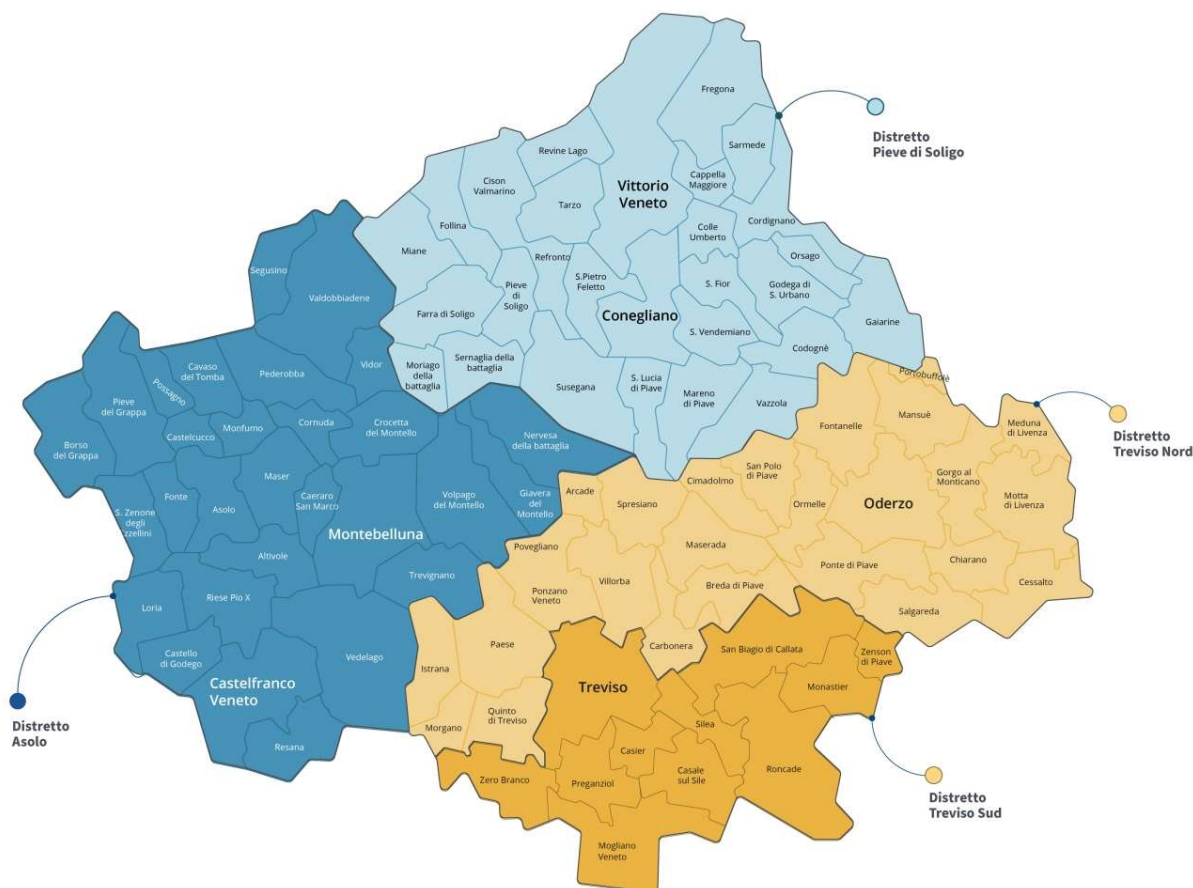 Fregona
Distretto
Pieve di Soligo
Sarmede
Revine Lago
Cappella
Maggiore
Cison
Valmarino
Vittorio
Veneto
Tarzo
Follina
Colle
Umberto
Cordignano
Miane
Refronto
Orsago
S.Pietro
Feletto
Pieve
di
Soligo
S. Fior
Godega di
S. Urbano
Segusino
Valdobbiadene
Farra di Soligo
Conegliano
Gaiarine
S. Vendemiano
Codognè
Moriago
della
battaglia
Sernaglia della
battaglia
Vidor
Susegana
S. Lucia
di Piave
Mareno
di Piave
Vazzola
Portobuffolè
Cavaso
del Tomba
Pederobba
Possagno
Pieve
del Grappa
Mansuè
Meduna
di Livenza
Distretto
Treviso Nord
Castelcucco
Monfumo
Cornuda
Crocetta
del Montello
Nervesa
della battaglia
Fontanelle
Borso
del Grappa
Maser
Cimadolmo
San Polo
di Piave
Gorgo al
Monticano
Fonte
Asolo
Caeraro
San Marco
Volpago
del Montello
Giavera
del
Montello
Arcade
Spresiano
Ormelle
Oderzo
Motta
di Livenza
S. Zenone
degli
zzellini
Montebelluna
Altivole
Povegliano
Maserada
Trevignano
Ponzano
Veneto
Villorba
Breda di Piave
Ponte di Piave
Chiarano
Cessalto
Loria
Riese Pio X
Salgareda
Castello
di Godego
Vedelago
Istrana
Paese
Carbonera
San Biagio di Callata
Zenson
di Piave
Castelfranco
Veneto
Treviso
Monastier
Distretto
Asolo
Morgano
Quinto
di Treviso
Silea
Resana
Casier
Zero Branco
Preganziol
Casale
sul Sile
Roncade
Distretto
Treviso Sud
Mogliano
Veneto